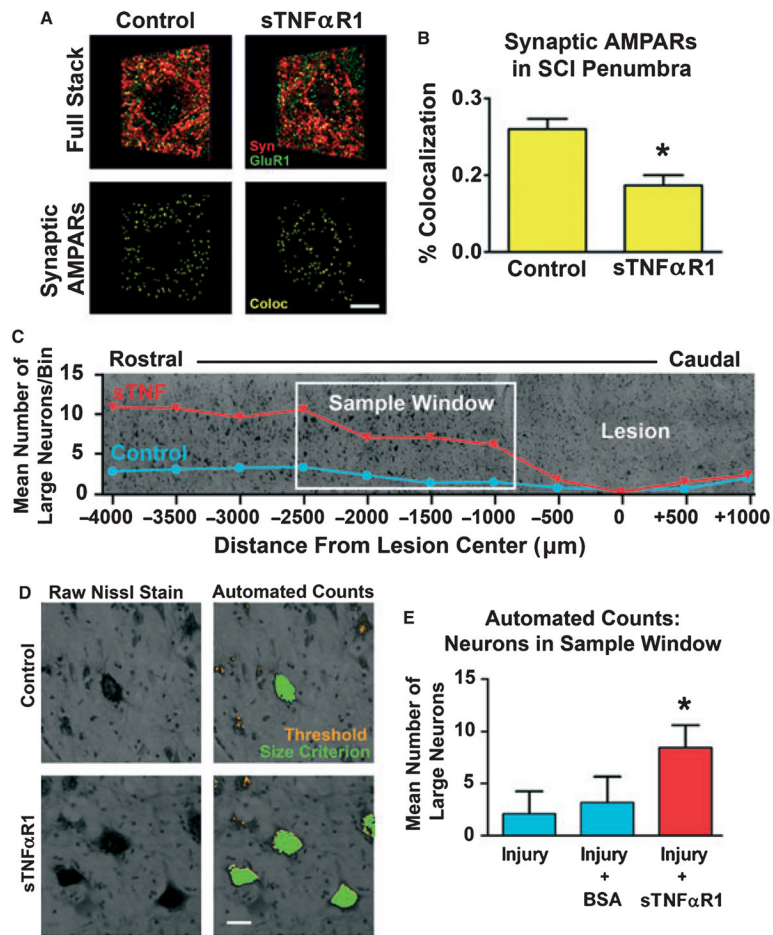 A
Control
sTNFαR1
Full Stack
Syn
GluR1
Synaptic
AMPARs
Coloc
B
Synaptic AMPARs
in SCI Penumbra
% Colocalization
0.3
0.2
0.0
*
Control
sTNFαR1
C
Mean Number of
Large Neurons/Bin
Rostral
Caudal
15
10
5
0
sTNF
Control
Sample Window
Lesion
−4000 −3500 −3000 −2500 −2000 −1500 −1000 −500 0 +500 +1000
Distance From Lesion Center (µm)
D
Raw Nissl Stain
Automated Counts
Control
Threshold
Size Criterion
sTNFαR1
E
Automated Counts:
Neurons in Sample Window
Mean Number of
Large Neurons
15
10
5
0
*
Injury
Injury
+
BSA
Injury
+
sTNFαR1